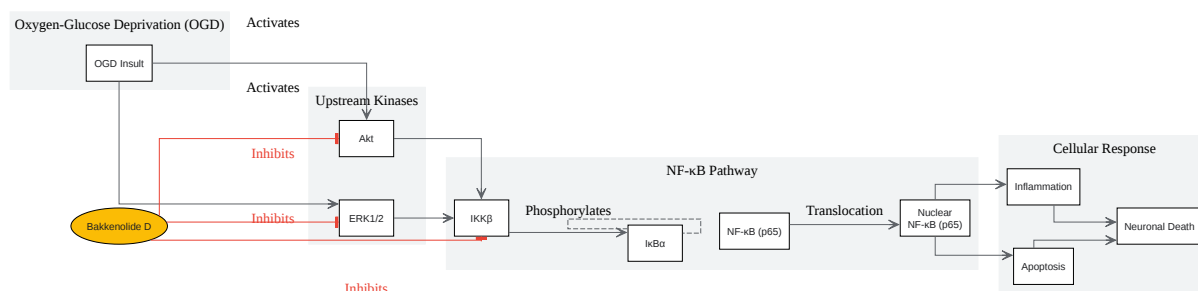 Oxygen-Glucose Deprivation (OGD)
Activates
OGD Insult
Activates
Upstream Kinases
Akt
Inhibits
NF-κB Pathway
Cellular Response
Inflammation
ERK1/2
IKKβ
Phosphorylates
Translocation
Nuclear
NF-κB (p65)
Inhibits
Bakkenolide D
NF-κB (p65)
Neuronal Death
IκBα
Apoptosis
Inhibits